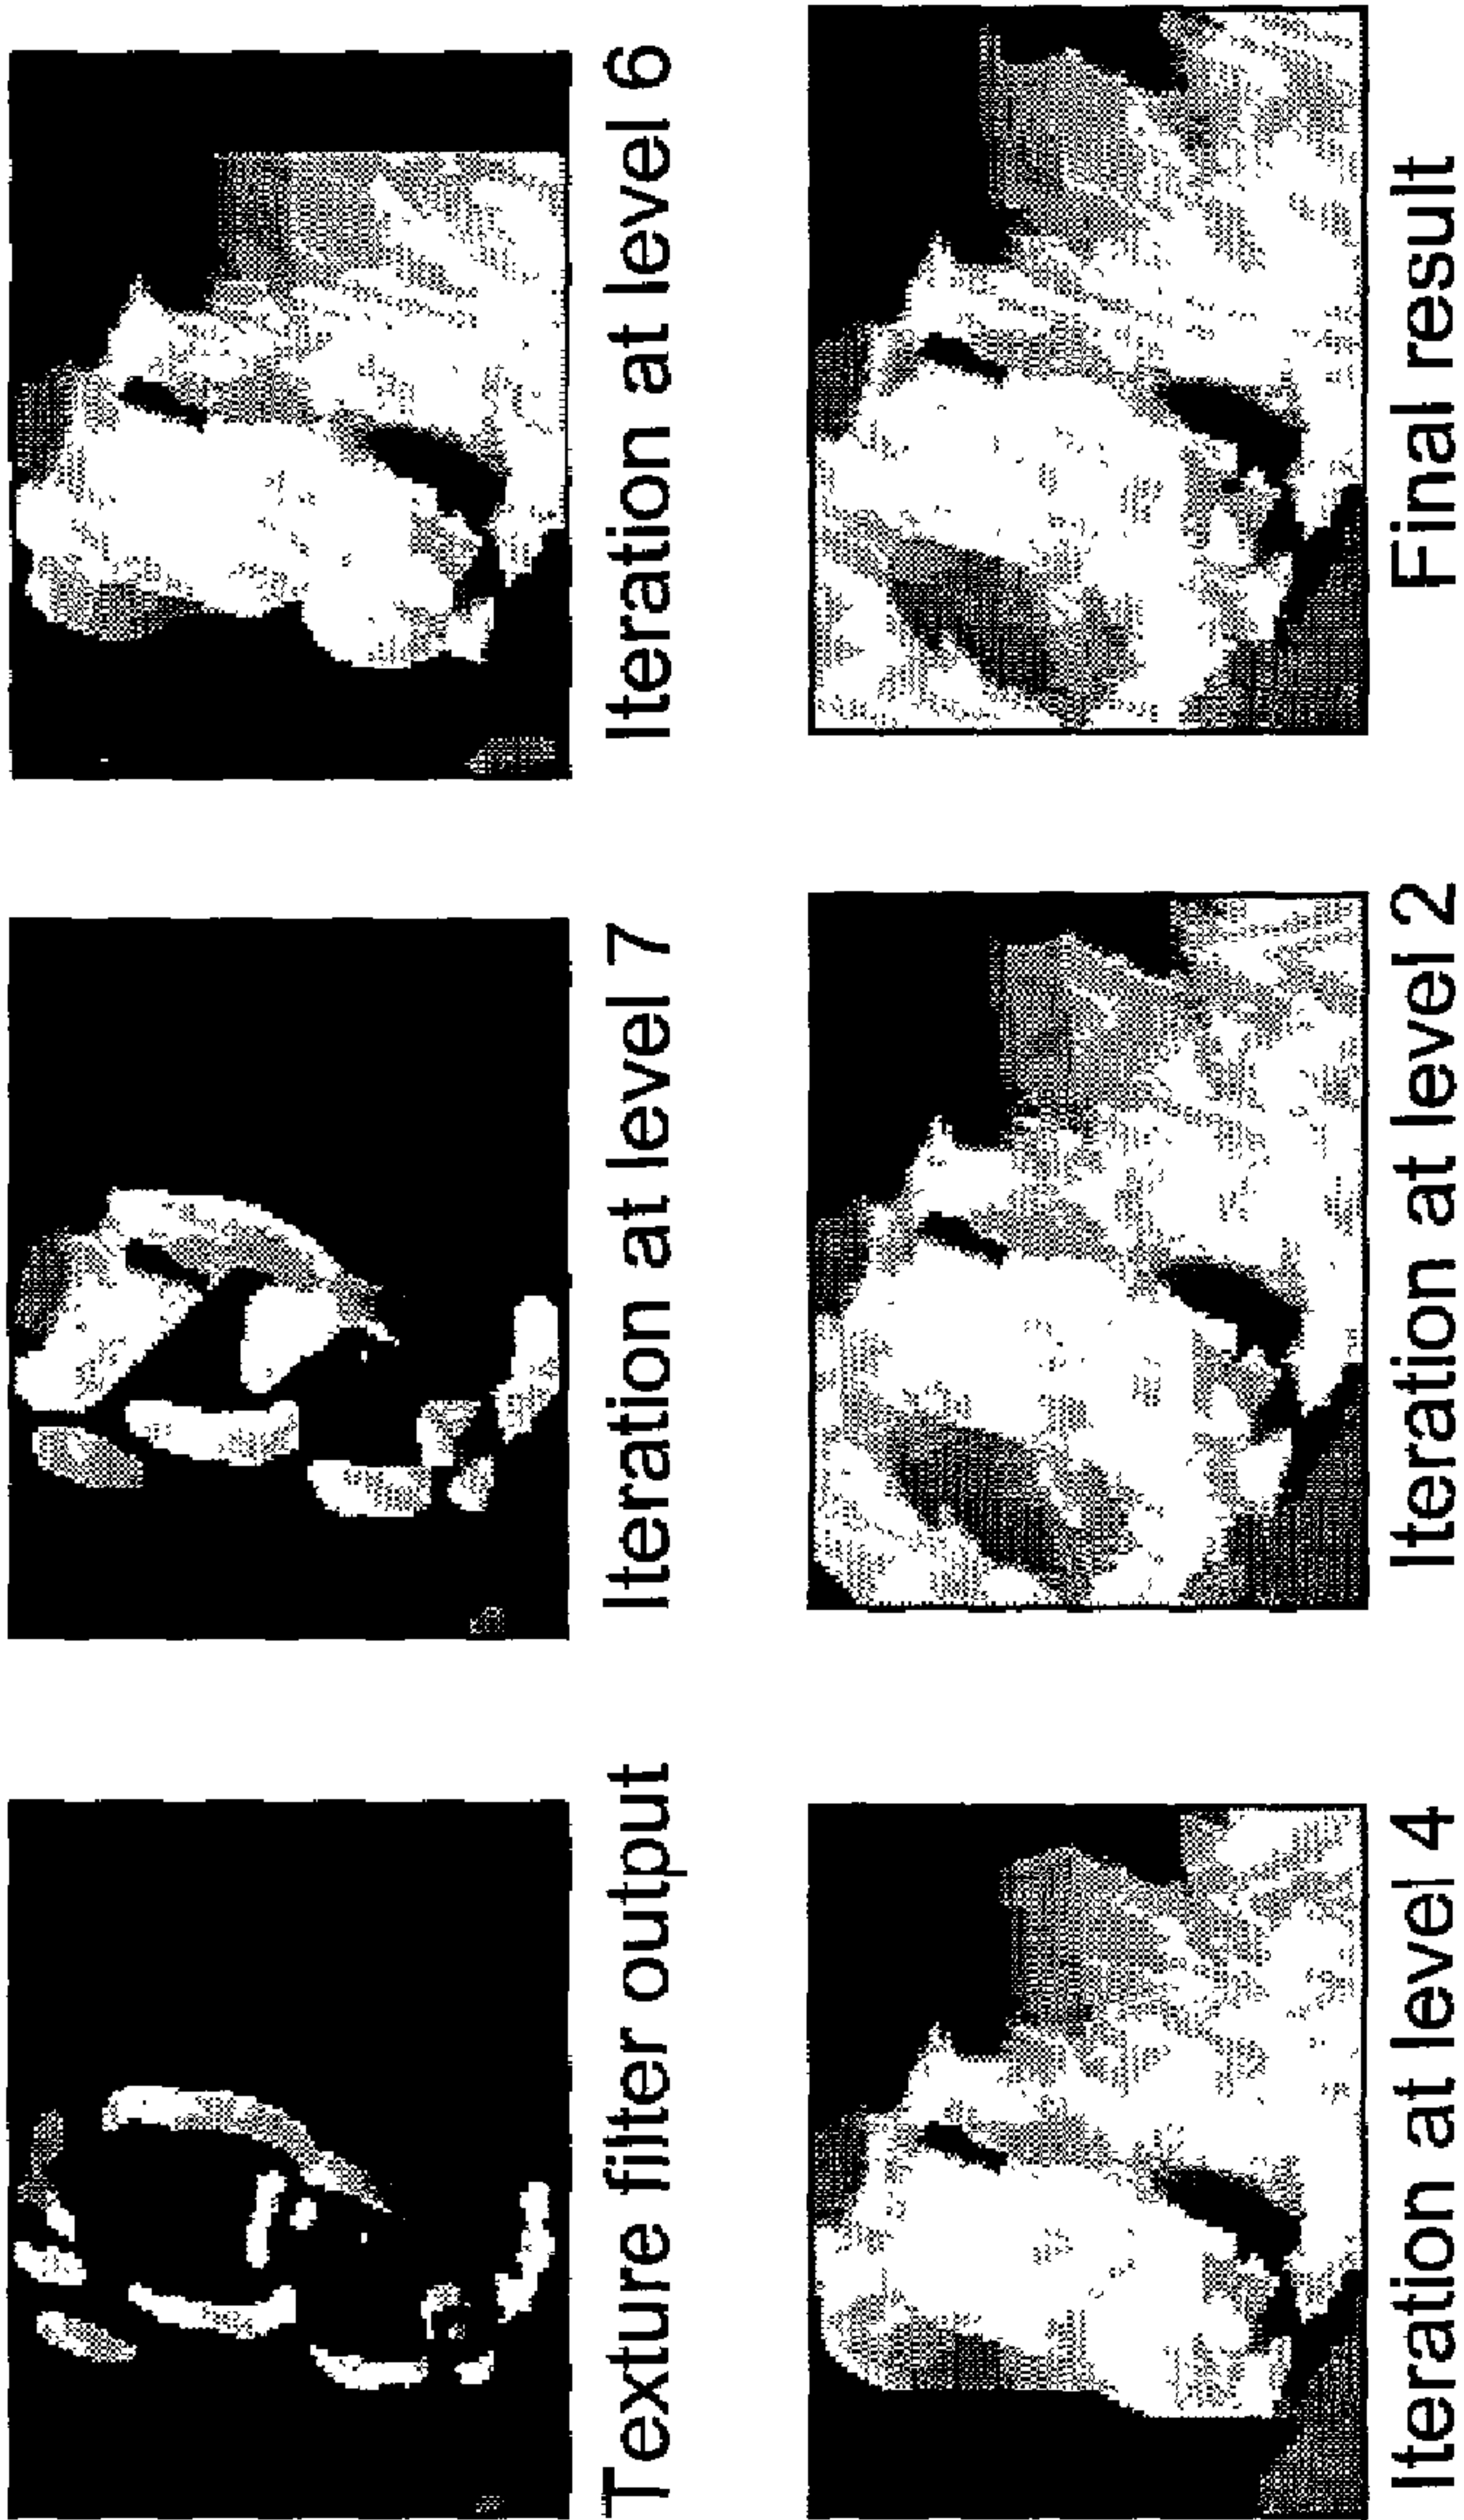 Texture filter output
Iteration at level 7
Iteration at level 6
Iteration at level 4
Iteration at level 2
Final result